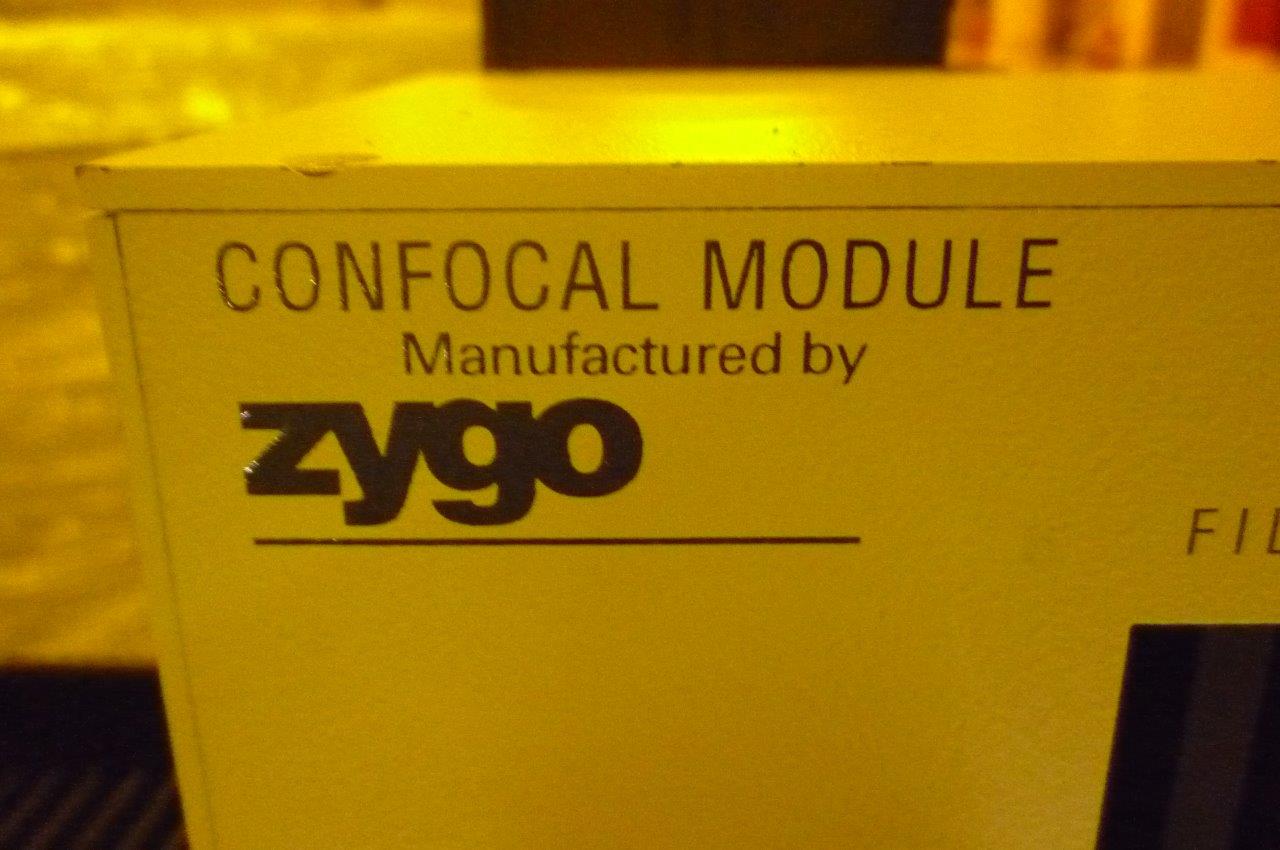 CONFOCAL MODULE
Manufactured by
zygo